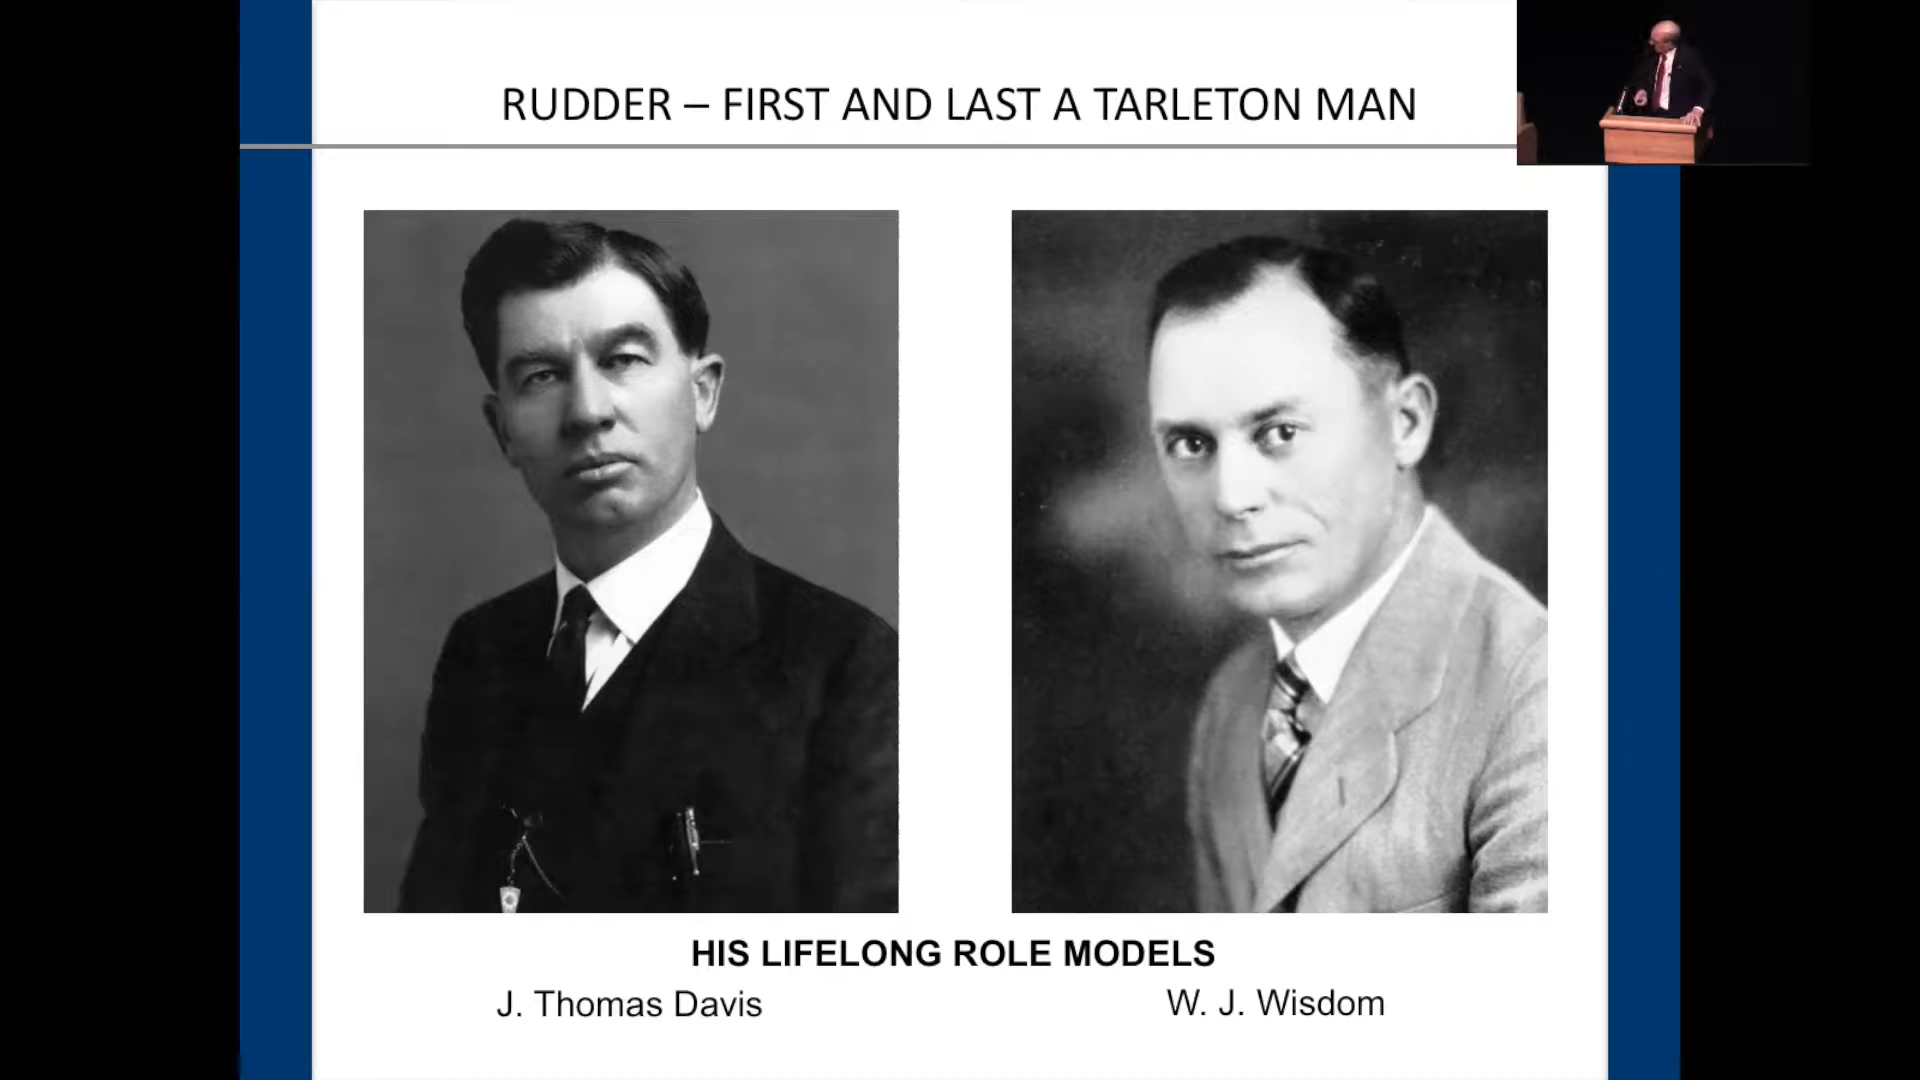 RUDDER – FIRST AND LAST A TARLETON MAN
HIS LIFELONG ROLE MODELS
J. Thomas Davis
W. J. Wisdom